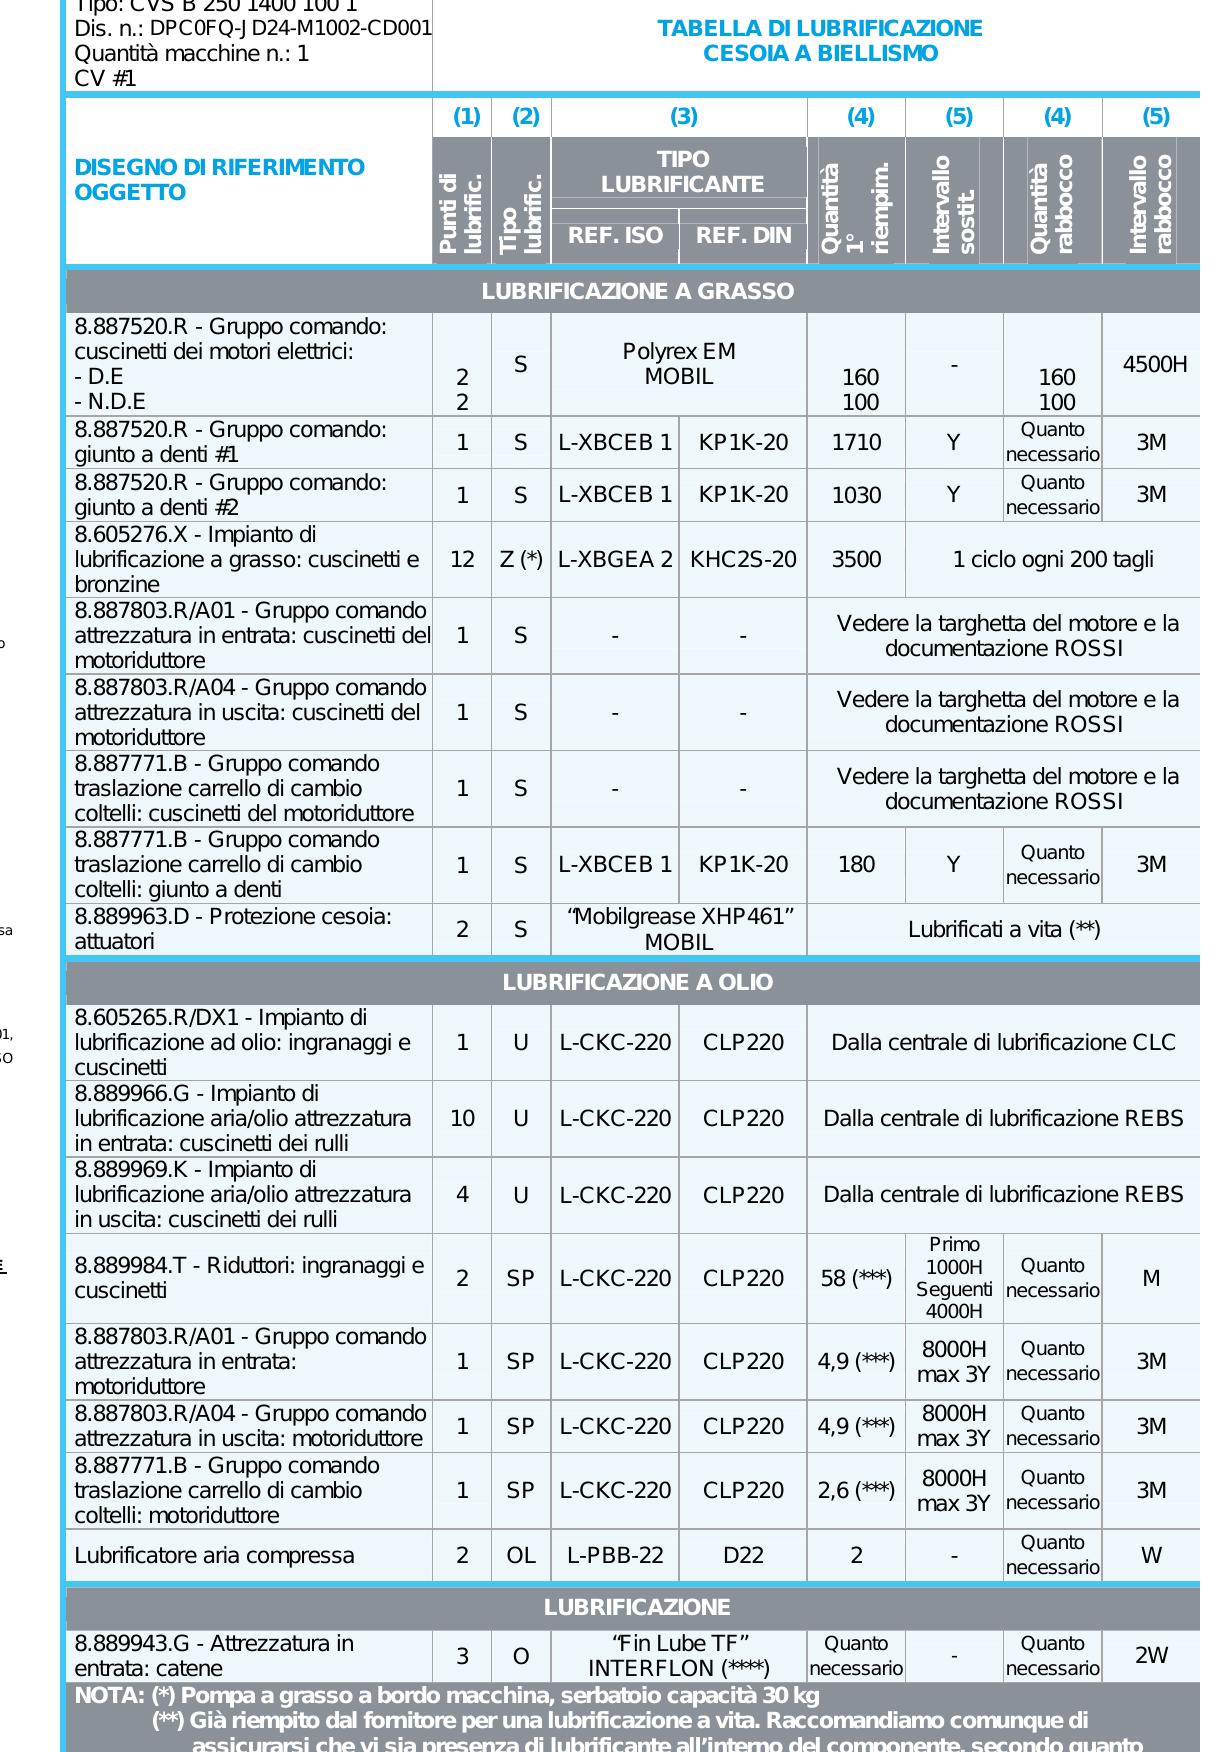 Tipo: CVS B 250 1400 100 1
Dis. n.: DPC0FQ-JD24-M1002-CD001
Quantità macchine n.: 1
CV #1
TABELLA DI LUBRIFICAZIONE
CESOIA A BIELLISMO
DISEGNO DI RIFERIMENTO
OGGETTO
(1) (2) (3) (4) (5) (4) (5)
Punti di
lubrific.
Tipo
lubrific.
TIPO
LUBRIFICANTE
REF. ISO REF. DIN
Quantità
1°
riempim.
Intervallo
sostit.
Quantità
rabbocco
Intervallo
rabbocco
LUBRIFICAZIONE A GRASSO
8.887520.R - Gruppo comando:
cuscinetti dei motori elettrici:
- D.E
- N.D.E
2
2
S
Polyrex EM
MOBIL
160
100
-
160
100
4500H
8.887520.R - Gruppo comando:
giunto a denti #1
1 S L-XBCEB 1 KP1K-20 1710 Y
Quanto
necessario
3M
8.887520.R - Gruppo comando:
giunto a denti #2
1 S L-XBCEB 1 KP1K-20 1030 Y
Quanto
necessario
3M
8.605276.X - Impianto di
lubrificazione a grasso: cuscinetti e
bronzine
12 Z (*) L-XBGEA 2 KHC2S-20 3500 1 ciclo ogni 200 tagli
8.887803.R/A01 - Gruppo comando
attrezzatura in entrata: cuscinetti del
motoriduttore
1 S - -
Vedere la targhetta del motore e la
documentazione ROSSI
8.887803.R/A04 - Gruppo comando
attrezzatura in uscita: cuscinetti del
motoriduttore
1 S - -
Vedere la targhetta del motore e la
documentazione ROSSI
8.887771.B - Gruppo comando
traslazione carrello di cambio
coltelli: cuscinetti del motoriduttore
1 S - -
Vedere la targhetta del motore e la
documentazione ROSSI
8.887771.B - Gruppo comando
traslazione carrello di cambio
coltelli: giunto a denti
1 S L-XBCEB 1 KP1K-20 180 Y
Quanto
necessario
3M
8.889963.D - Protezione cesoia:
attuatori
2 S
“Mobilgrease XHP461”
MOBIL
Lubrificati a vita (**)
LUBRIFICAZIONE A OLIO
8.605265.R/DX1 - Impianto di
lubrificazione ad olio: ingranaggi e
cuscinetti
1 U L-CKC-220 CLP220 Dalla centrale di lubrificazione CLC
8.889966.G - Impianto di
lubrificazione aria/olio attrezzatura
in entrata: cuscinetti dei rulli
10 U L-CKC-220 CLP220 Dalla centrale di lubrificazione REBS
8.889969.K - Impianto di
lubrificazione aria/olio attrezzatura
in uscita: cuscinetti dei rulli
4 U L-CKC-220 CLP220 Dalla centrale di lubrificazione REBS
8.889984.T - Riduttori: ingranaggi e
cuscinetti
2 SP L-CKC-220 CLP220 58 (***)
Primo
1000H
Seguenti
4000H
Quanto
necessario
M
8.887803.R/A01 - Gruppo comando
attrezzatura in entrata:
motoriduttore
1 SP L-CKC-220 CLP220 4,9 (***)
8000H
max 3Y
Quanto
necessario
3M
8.887803.R/A04 - Gruppo comando
attrezzatura in uscita: motoriduttore
1 SP L-CKC-220 CLP220 4,9 (***)
8000H
max 3Y
Quanto
necessario
3M
8.887771.B - Gruppo comando
traslazione carrello di cambio
coltelli: motoriduttore
1 SP L-CKC-220 CLP220 2,6 (***)
8000H
max 3Y
Quanto
necessario
3M
Lubrificatore aria compressa
2 OL L-PBB-22 D22 2 -
Quanto
necessario
W
LUBRIFICAZIONE
8.889943.G - Attrezzatura in
entrata: catene
3 O
“Fin Lube TF”
INTERFLON (****)
Quanto
necessario
-
Quanto
necessario
2W
NOTA: (*) Pompa a grasso a bordo macchina, serbatoio capacità 30 kg
(**) Già riempito dal fornitore per una lubrificazione a vita. Raccomandiamo comunque di
assicurarsi che vi sia presenza di lubrificante all’interno del componente, secondo quanto